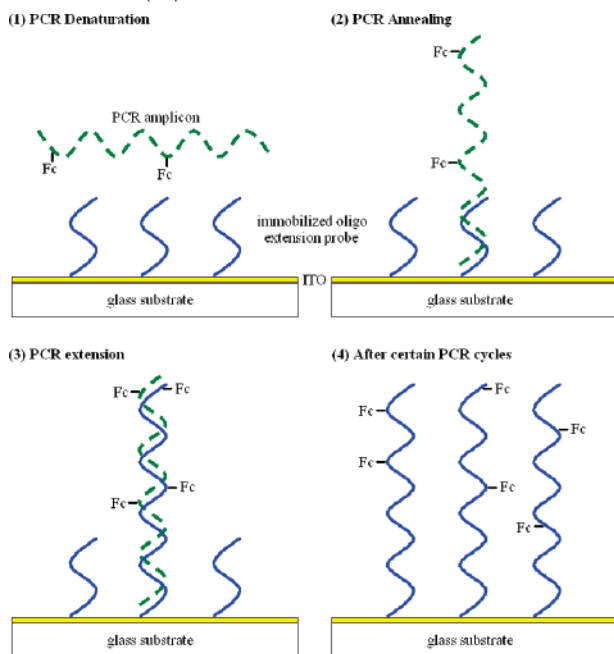 (1) PCR Denaturation
PCR amplicon
Fc
Fc
immobilized oligo
extension probe
ITO
glass substrate
(2) PCR Annealing
Fc
Fc
glass substrate
(3) PCR extension
Fc
Fc
Fc
Fc
glass substrate
(4) After certain PCR cycles
Fc
Fc
Fc
Fc
Fc
Fc
glass substrate